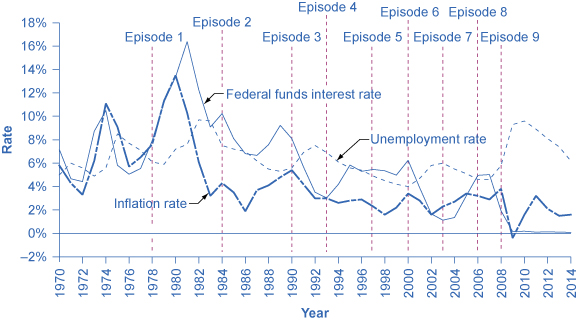 Episode 4
Episode 6 Episode 8
Episode 2
Episode 1 Episode 3 Episode 5 Episode 7 Episode 9
18%
16%
14%
12%
10%
8%
6%
4%
2%
0%
–2%
Rate
Federal funds interest rate
Unemployment rate
Inflation rate
1970 1972 1974 1976 1978 1980 1982 1984 1986 1988 1990 1992 1994 1996 1998 2000 2002 2004 2006 2008 2010 2012 2014
Year